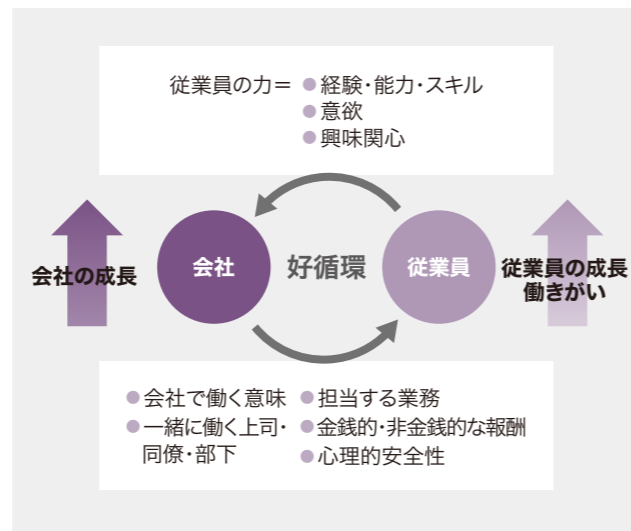 従業員の力＝ ●経験・能力・スキル
●意欲
●興味関心
会社の成長
会社
好循環
従業員
従業員の成長
働きがい
●会社で働く意味
●一緒に働く上司・
同僚・部下
●担当する業務
●金銭的・非金銭的な報酬
●心理的安全性